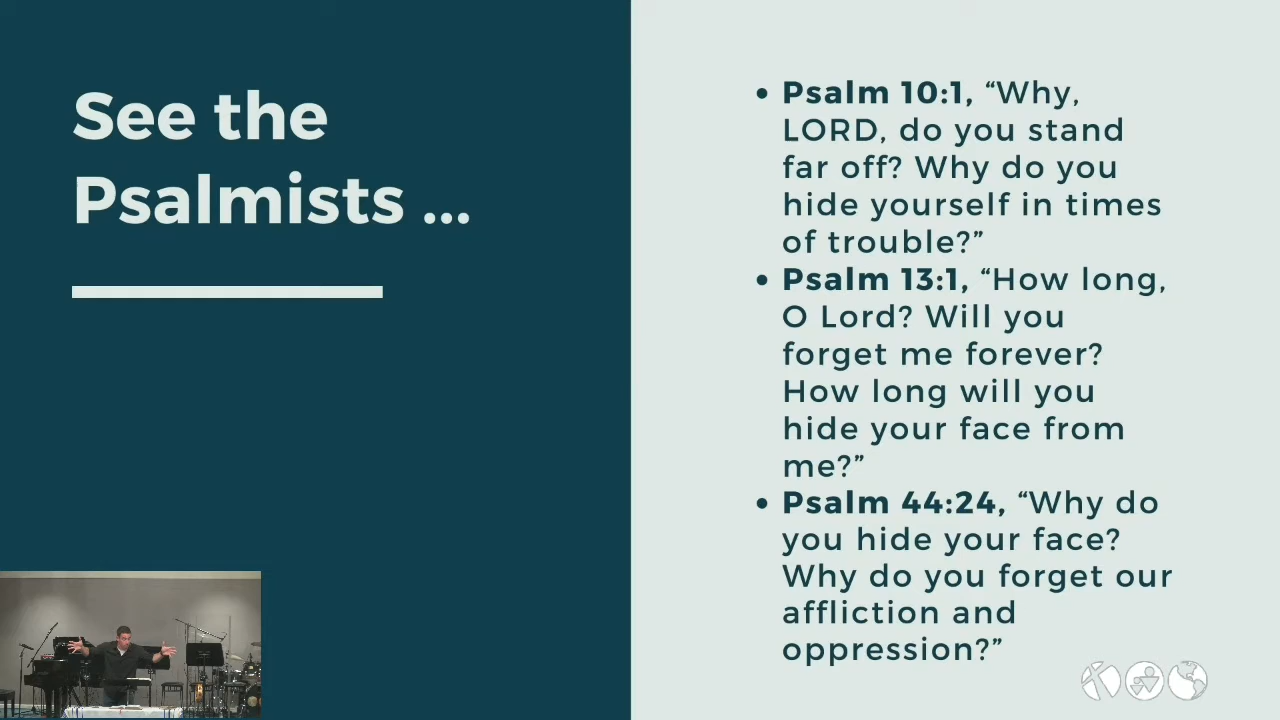 See the
Psalmists ...
• Psalm 10:1, “Why,
LORD, do you stand
far off? Why do you
hide yourself in times
of trouble?”
• Psalm 13:1, “How long,
O Lord? Will you
forget me forever?
How long will you
hide your face from
me?”
• Psalm 44:24, “Why do
you hide your face?
Why do you forget our
affliction and
oppression?”